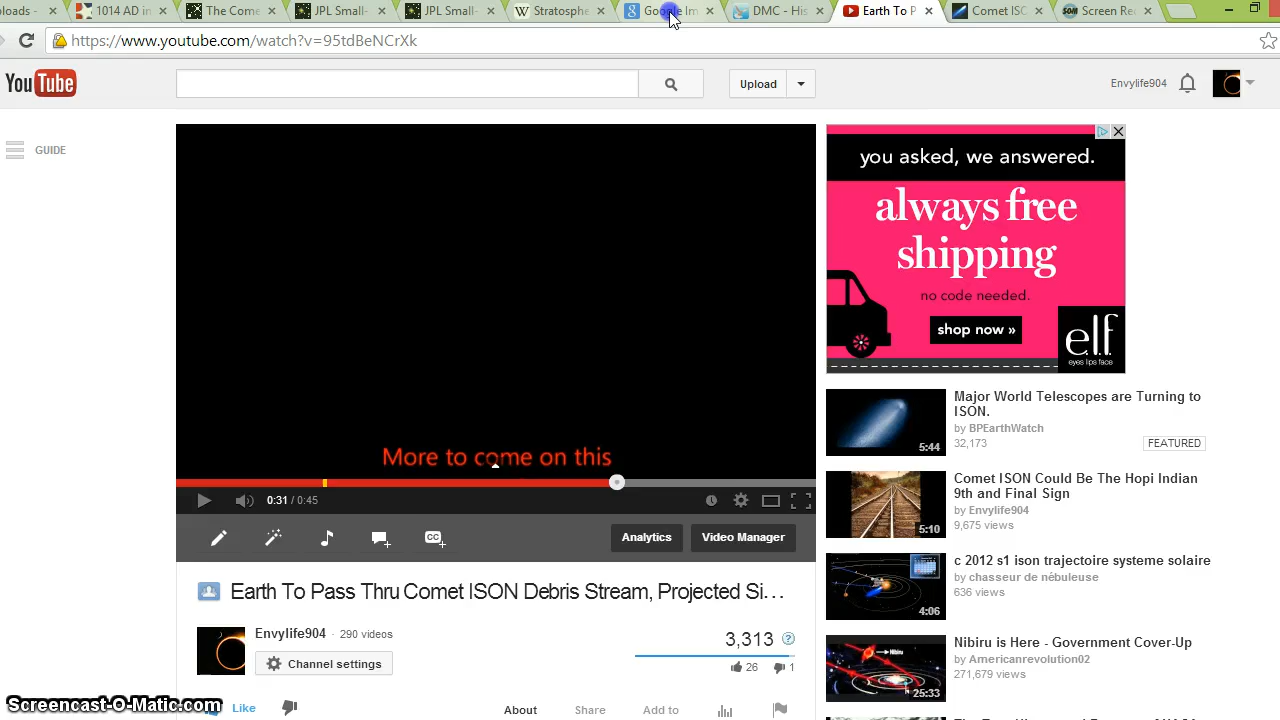 oloads -
1014 AD in
The Come
JPL Small-
JPL Small-
Stratosphe
Google Im
DMC - His
Earth To P
Comet ISO
Screen Re
https://www.youtube.com/watch?v=95tdBeNCrXk
YouTube
Upload
Envylife904
GUIDE
you asked, we answered.
always free
shipping
no code needed.
shop now »
e.l.f.
eyes lips face
More to come on this
0:31 / 0:45
CC
Analytics
Video Manager
Earth To Pass Thru Comet ISON Debris Stream, Projected Si...
Envylife904 · 290 videos
Channel settings
3,313
26
1
Like
About
Share
Add to
Major World Telescopes are Turning to
ISON.
by BPEarthWatch
32,173
FEATURED
5:44
Comet ISON Could Be The Hopi Indian
9th and Final Sign
by Envylife904
9,675 views
5:10
c 2012 s1 ison trajectoire systeme solaire
by chasseur de nébuleuse
636 views
4:06
Nibiru is Here - Government Cover-Up
by Americanrevolution02
271,679 views
Nibiru
25:33
Screencast-O-Matic.com